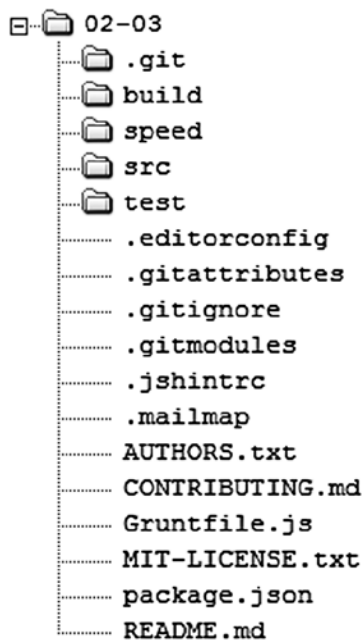 02-03
.git
build
speed
src
test
.editorconfig
.gitattributes
.gitignore
.gitmodules
.jshintrc
.mailmap
AUTHORS.txt
CONTRIBUTING.md
Gruntfile.js
MIT-LICENSE.txt
package.json
README.md